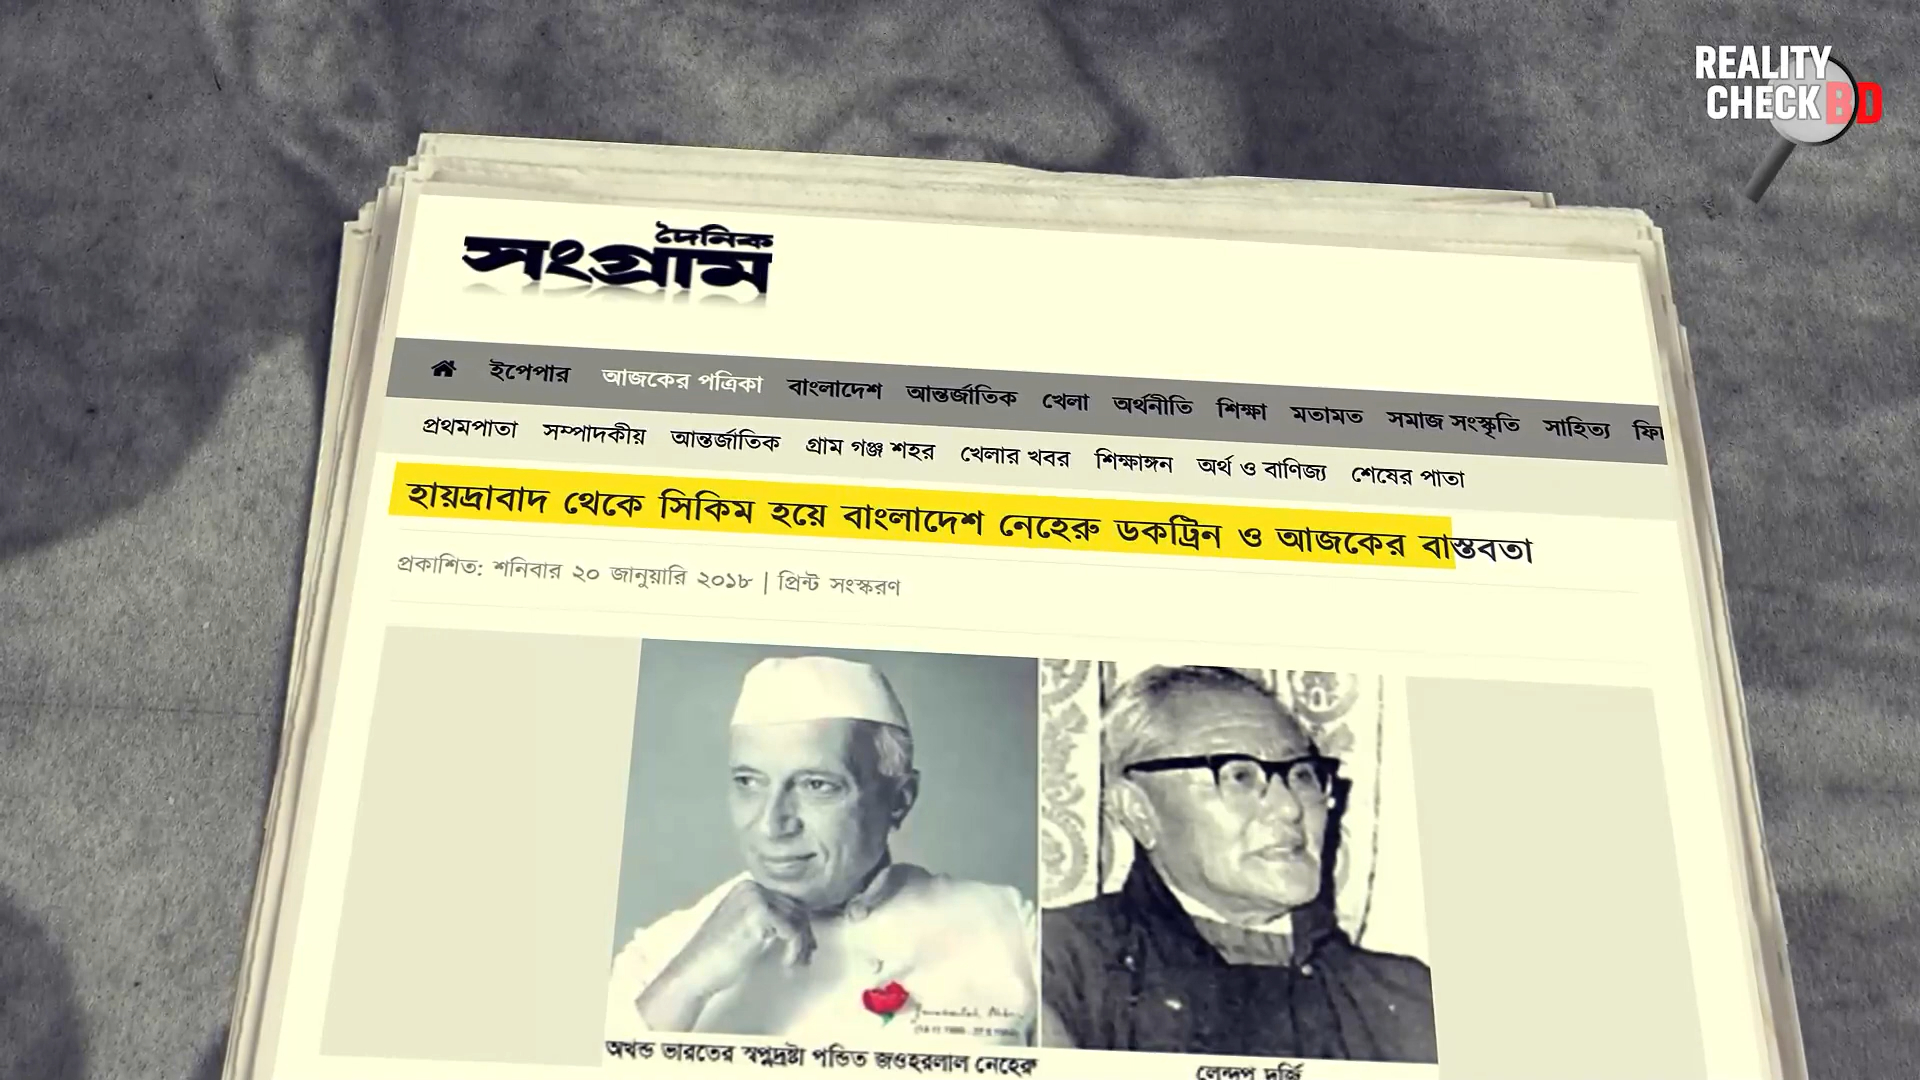 REALITY
CHECK BD
দৈনিক
সংগ্রাম
ইপেপার আজকের পত্রিকা বাংলাদেশ আন্তর্জাতিক খেলা অর্থনীতি শিক্ষা মতামত সমাজ সংস্কৃতি সাহিত্য ফি
প্রথমপাতা সম্পাদকীয় আন্তর্জাতিক গ্রাম গঞ্জ শহর খেলার খবর শিক্ষাঙ্গন অর্থ ও বাণিজ্য শেষের পাতা
হায়দ্রাবাদ থেকে সিকিম হয়ে বাংলাদেশ নেহেরু ডকট্রিন ও আজকের বাস্তবতা
প্রকাশিত: শনিবার ২০ জানুয়ারি ২০১৮ | প্রিন্ট সংস্করণ
অখন্ড ভারতের স্বপ্নদ্রষ্টা পন্ডিত জওহরলাল নেহেরু
লেন্দুপ দর্জি